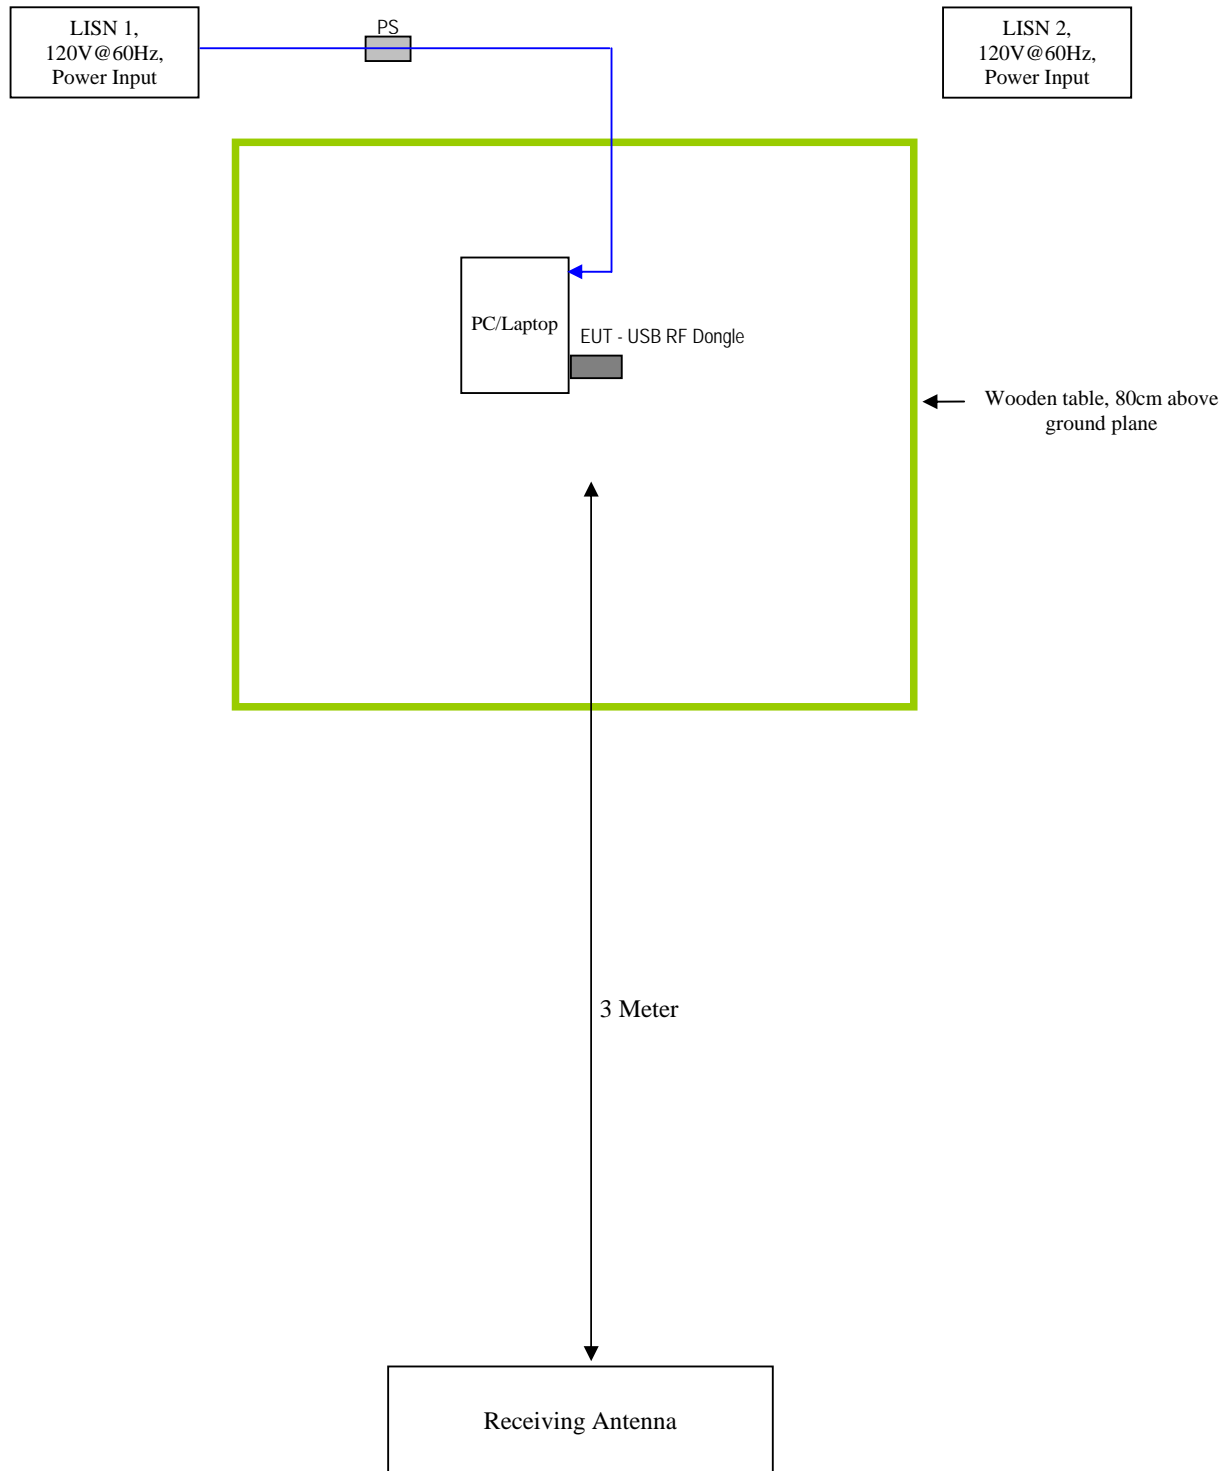 LISN 1,
120V@60Hz,
Power Input
PS
LISN 2,
120V@60Hz,
Power Input
PC/Laptop
EUT - USB RF Dongle
Wooden table, 80cm above
ground plane
3 Meter
Receiving Antenna